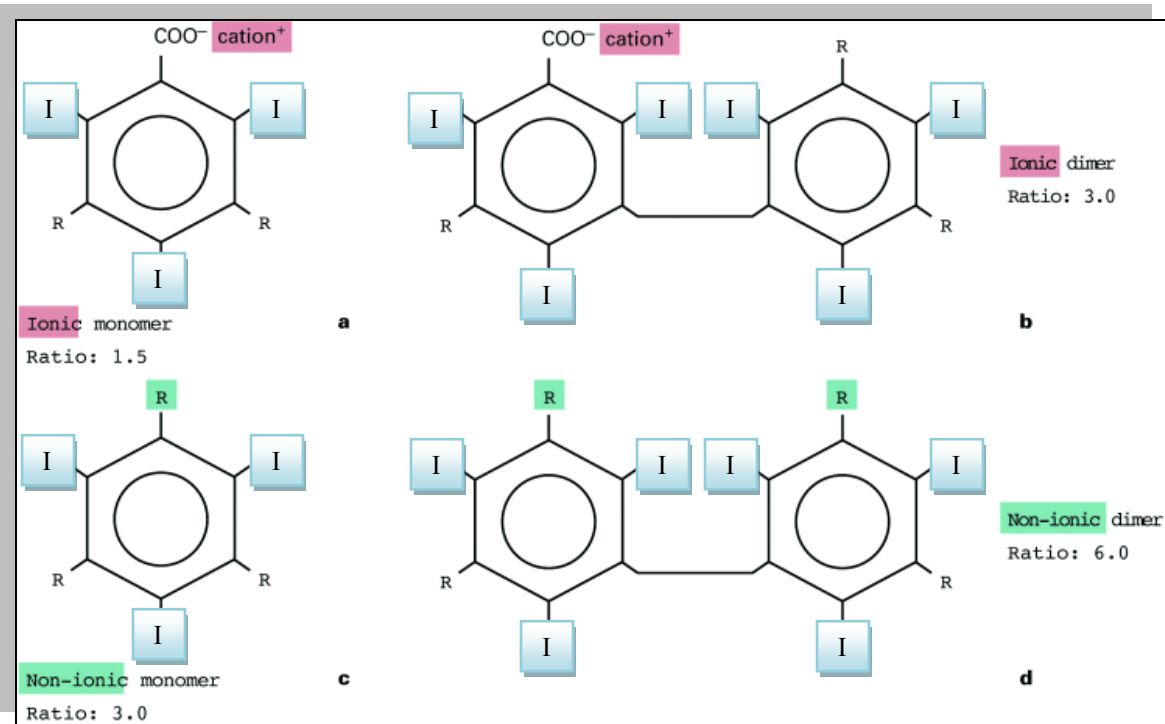 COO⁻ cation⁺
I
I
R
R
I
Ionic monomer
Ratio: 1.5
a
COO⁻ cation⁺
R
I
I
I
I
R
R
I
I
Ionic dimer
Ratio: 3.0
b
R
I
I
R
R
I
Non-ionic monomer
Ratio: 3.0
c
R
R
I
I
I
I
R
R
I
I
Non-ionic dimer
Ratio: 6.0
d